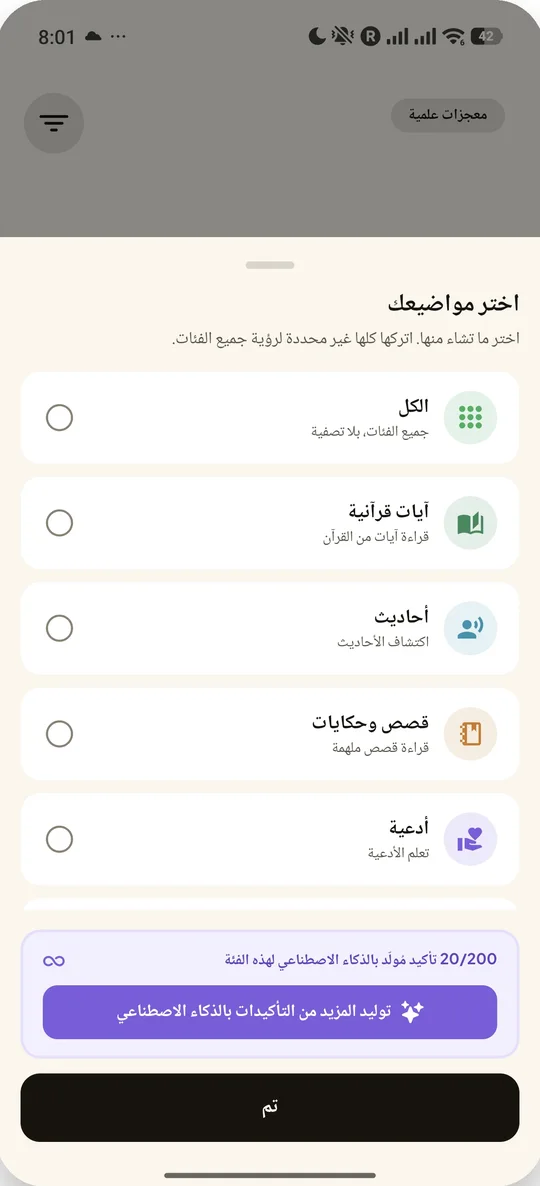 8:01
R
42
معجزات علمية
اختر مواضيعك
اختر ما تشاء منها. اتركها كلها غير محددة لرؤية جميع الفئات.
الكل
جميع الفئات، بلا تصفية
آيات قرآنية
قراءة آيات من القرآن
أحاديث
اكتشاف الأحاديث
قصص وحكايات
قراءة قصص ملهمة
أدعية
تعلم الأدعية
20/200 تأكيد مُولّد بالذكاء الاصطناعي لهذه الفئة
توليد المزيد من التأكيدات بالذكاء الاصطناعي
تم